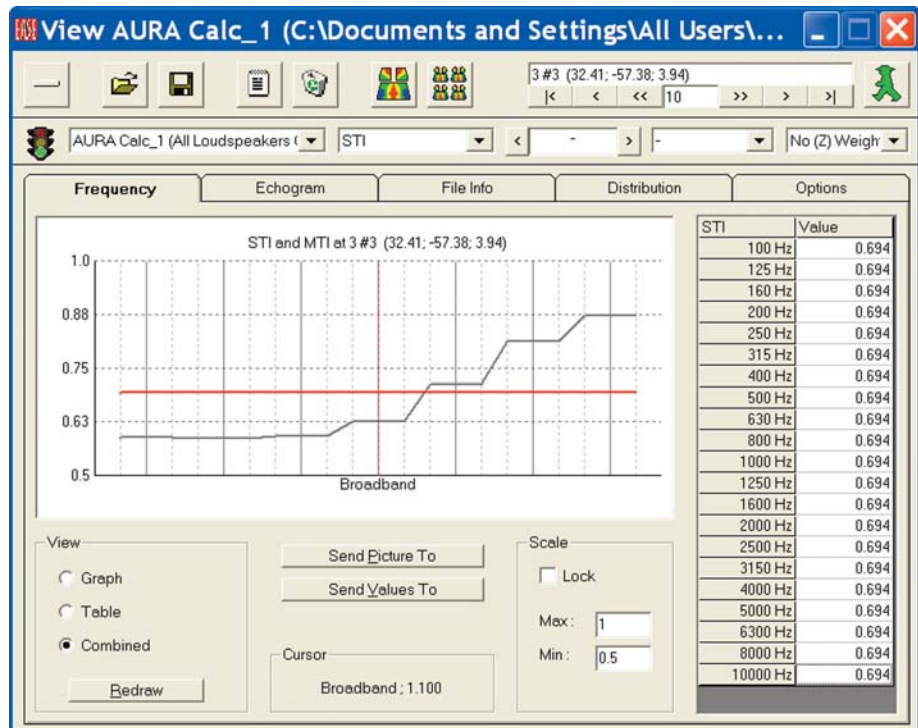 EASE View AURA Calc_1 (C:\Documents and Settings\All Users\...
3 #3 (32.41; -57.38; 3.94)
|< < << 10 >> > >|
AURA Calc_1 (All Loudspeakers ( STI < - > - No (Z) Weigh
Frequency Echogram File Info Distribution Options
STI and MTI at 3 #3 (32.41; -57.38; 3.94)
1.0
0.88
0.75
0.63
0.5
Broadband
STI Value
100 Hz 0.694
125 Hz 0.694
160 Hz 0.694
200 Hz 0.694
250 Hz 0.694
315 Hz 0.694
400 Hz 0.694
500 Hz 0.694
630 Hz 0.694
800 Hz 0.694
1000 Hz 0.694
1250 Hz 0.694
1600 Hz 0.694
2000 Hz 0.694
2500 Hz 0.694
3150 Hz 0.694
4000 Hz 0.694
5000 Hz 0.694
6300 Hz 0.694
8000 Hz 0.694
10000 Hz 0.694
View
Graph
Table
Combined
Redraw
Send Picture To
Send Values To
Cursor
Broadband ; 1.100
Scale
Lock
Max : 1
Min : 0.5